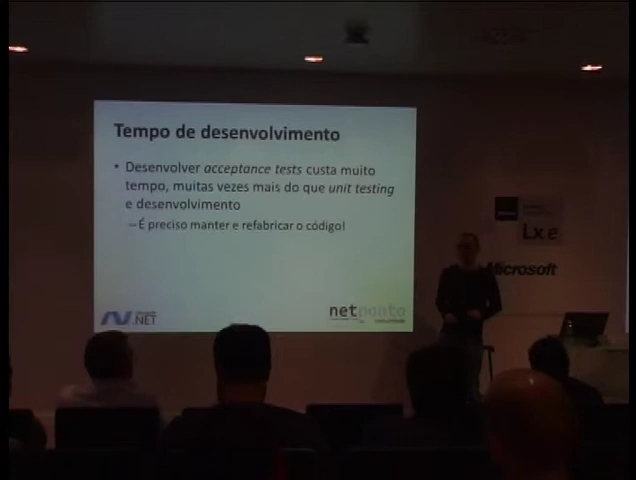 Tempo de desenvolvimento
• Desenvolver acceptance tests custa muito
tempo, muitas vezes mais do que unit testing
e desenvolvimento
–É preciso manter e refabricar o código!
.NET
netponto
Lx e
Microsoft